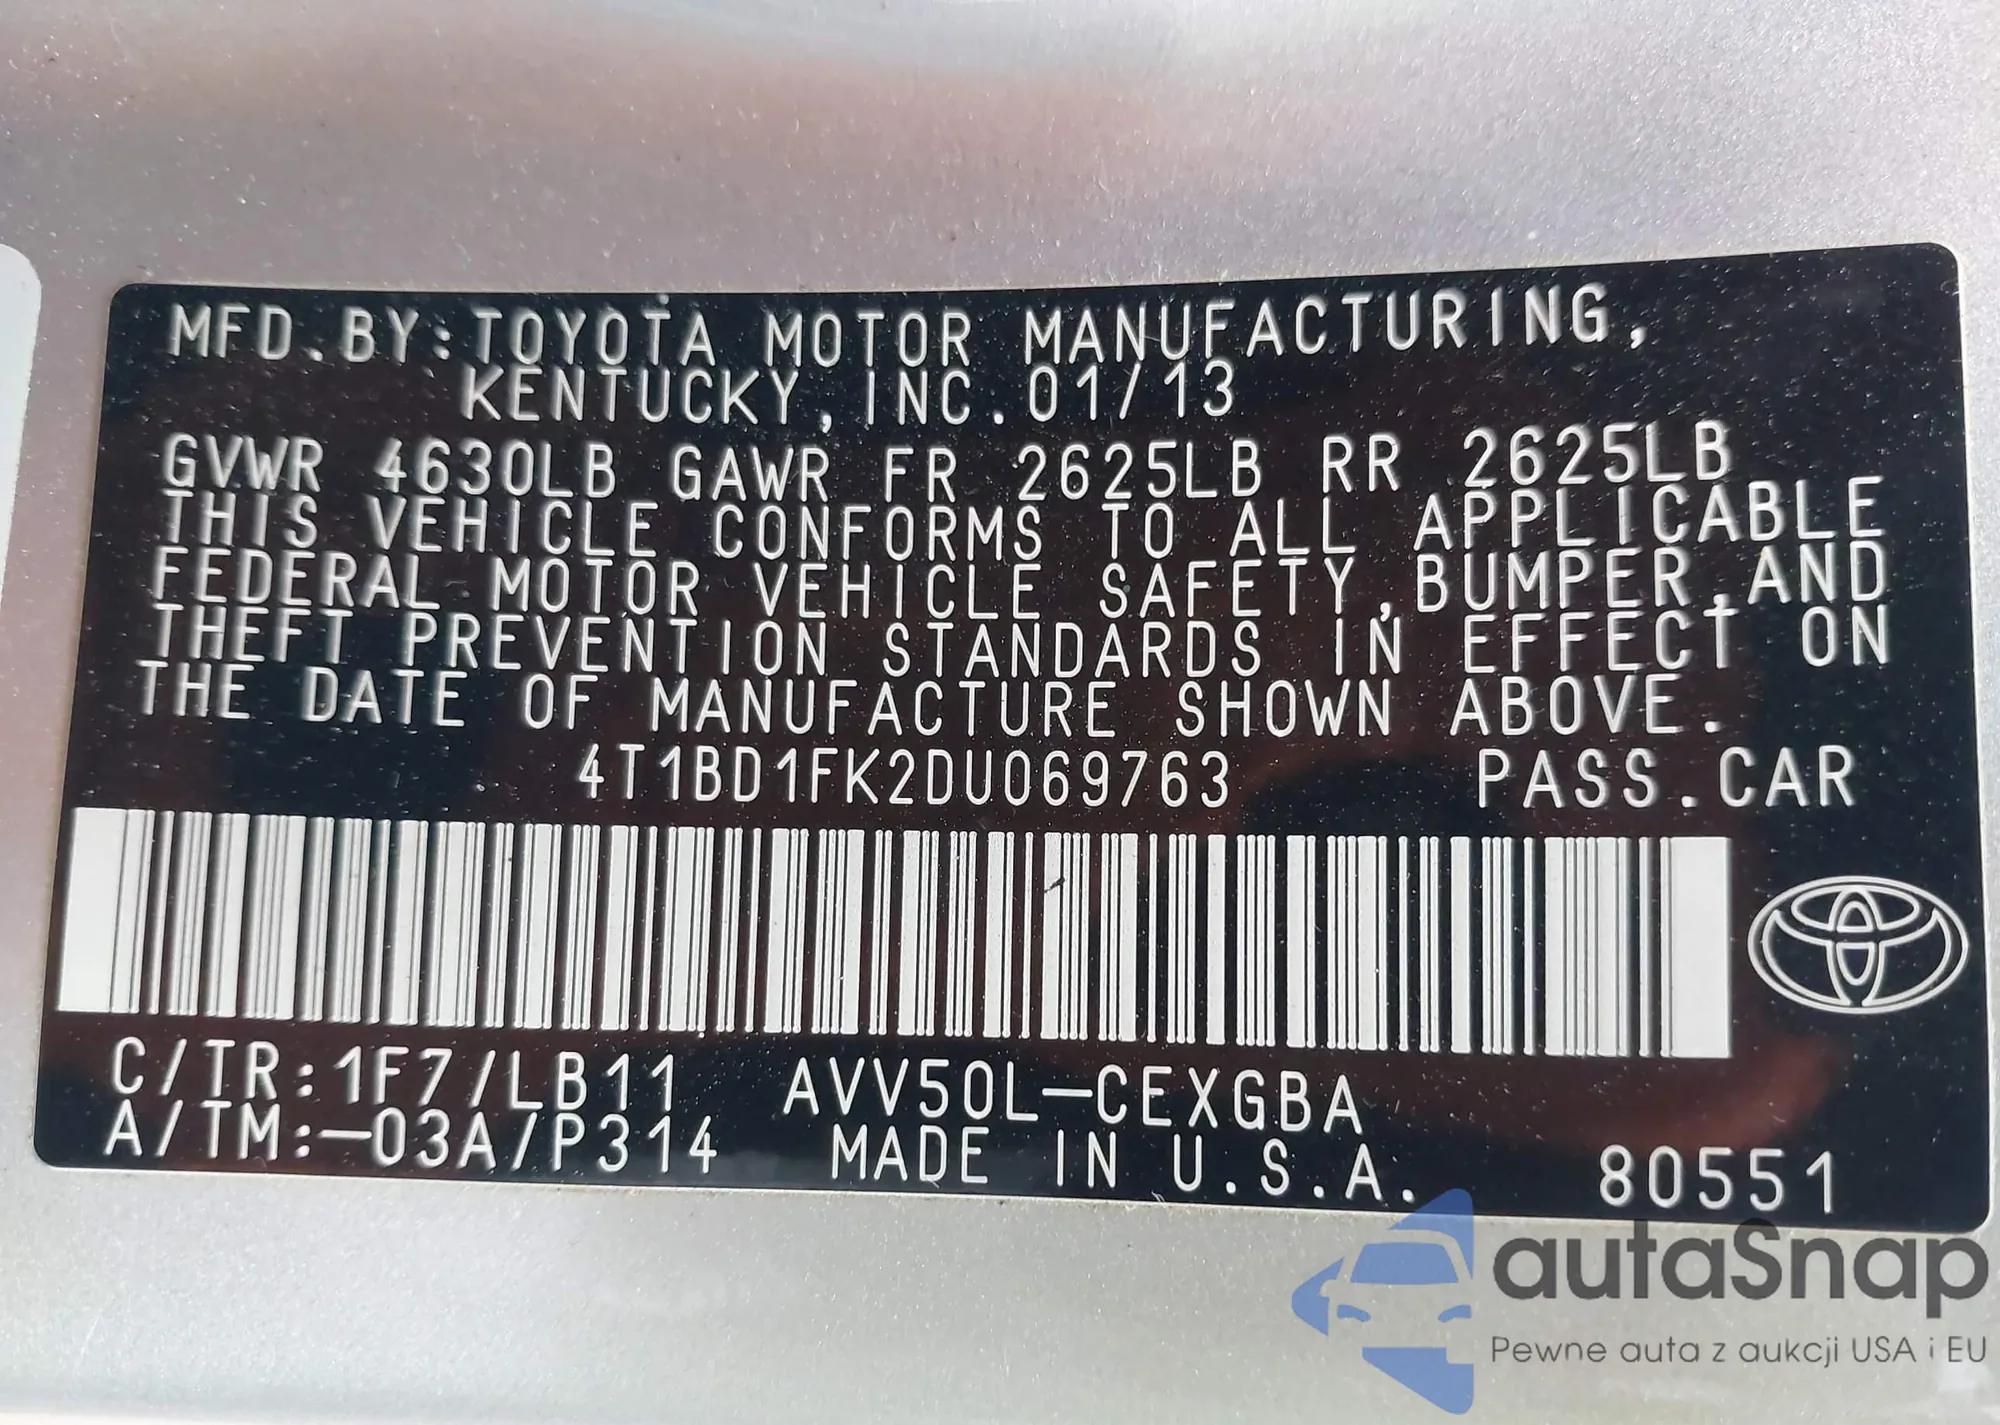 MFD.BY:TOYOTA MOTOR MANUFACTURING,
KENTUCKY,INC.01/13
GVWR 4630LB GAWR FR 2625LB RR 2625LB
THIS VEHICLE CONFORMS TO ALL APPLICABLE
FEDERAL MOTOR VEHICLE SAFETY,BUMPER,AND
THEFT PREVENTION STANDARDS IN EFFECT ON
THE DATE OF MANUFACTURE SHOWN ABOVE.
4T1BD1FK2DU069763 PASS.CAR
C/TR:1F7/LB11 AVV50L-CEXGBA
A/TM:-03A/P314 MADE IN U.S.A. 80551
autaSnap
Pewne auta z aukcji USA i EU